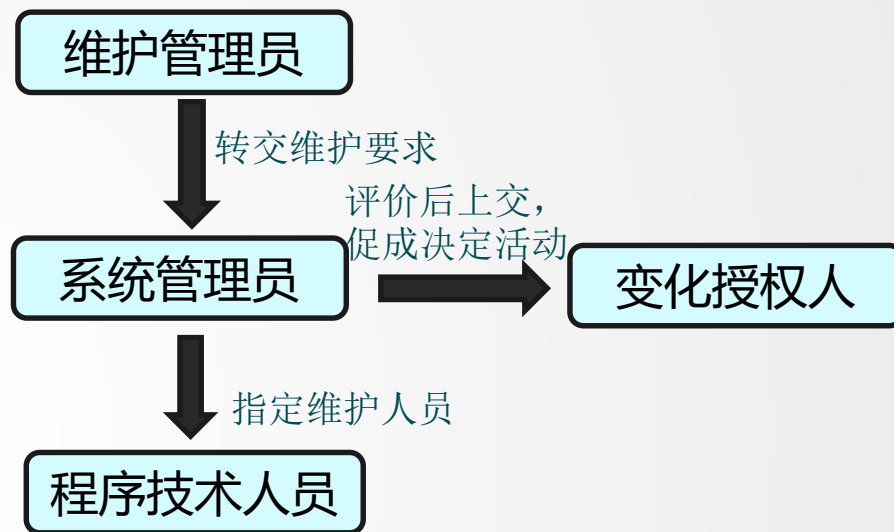 维护管理员
转交维护要求
评价后上交，
促成决定活动
系统管理员
变化授权人
指定维护人员
程序技术人员